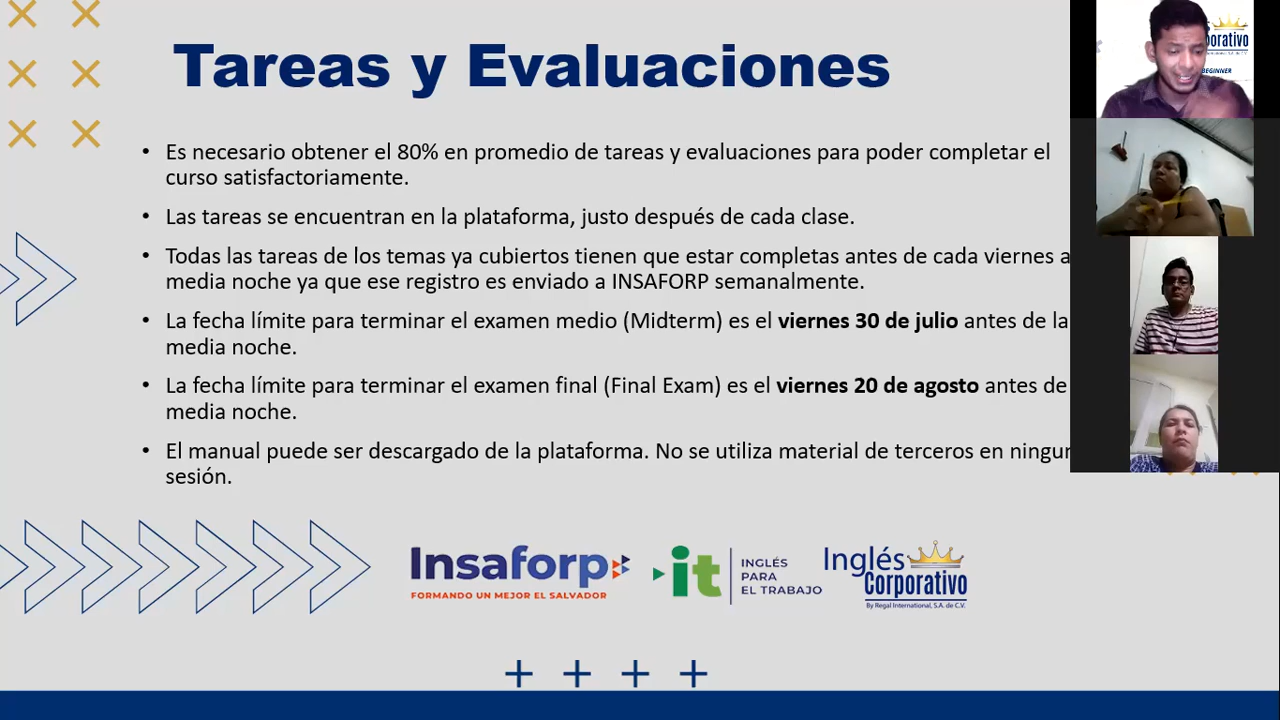 Tareas y Evaluaciones
• Es necesario obtener el 80% en promedio de tareas y evaluaciones para poder completar el
curso satisfactoriamente.
• Las tareas se encuentran en la plataforma, justo después de cada clase.
• Todas las tareas de los temas ya cubiertos tienen que estar completas antes de cada viernes a
media noche ya que ese registro es enviado a INSAFORP semanalmente.
• La fecha límite para terminar el examen medio (Midterm) es el viernes 30 de julio antes de la
media noche.
• La fecha límite para terminar el examen final (Final Exam) es el viernes 20 de agosto antes de
media noche.
• El manual puede ser descargado de la plataforma. No se utiliza material de terceros en
sesión.
Insaforp
FORMANDO UN MEJOR EL SALVADOR
it
INGLÉS
PARA
EL TRABAJO
Inglés
Corporativo
By Regal International, S.A. de C.V.
BEGINNER